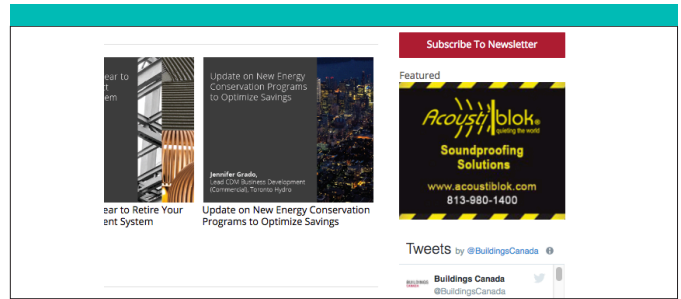 Subscribe To Newsletter
Featured
ear to
ct
em
Update on New Energy
Conservation Programs
to Optimize Savings
Jennifer Grado,
Lead CDM Business Development
(Commercial), Toronto Hydro
ear to Retire Your
ent System
Update on New Energy Conservation
Programs to Optimize Savings
Acoustiblok®
quieting the world
Soundproofing
Solutions
www.acoustiblok.com
813-980-1400
Tweets by @BuildingsCanada
Buildings Canada
@BuildingsCanada